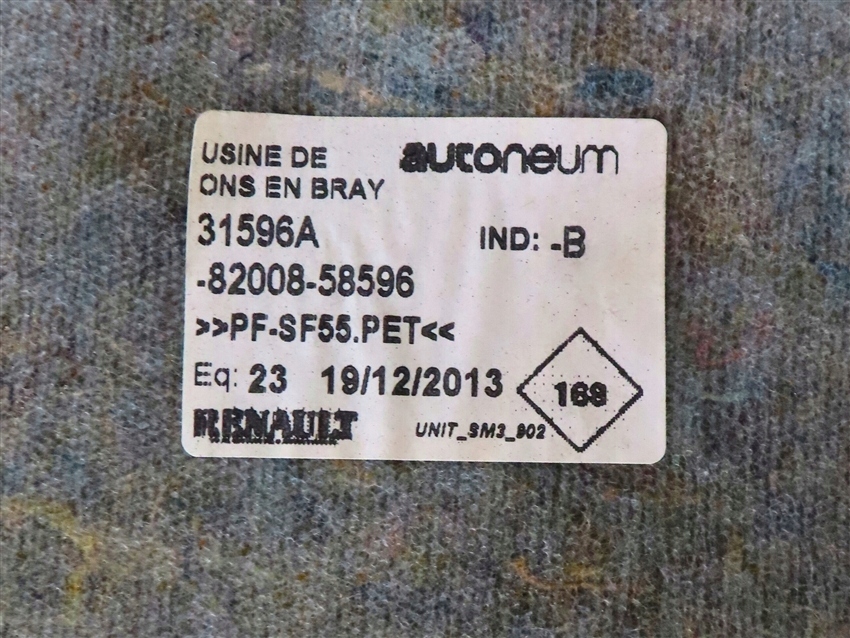 USINE DE autoneum
ONS EN BRAY
31596A IND: -B
-82008-58596
>>PF-SF55.PET<<
Eq: 23 19/12/2013 168
RENAULT UNIT_SM3_902